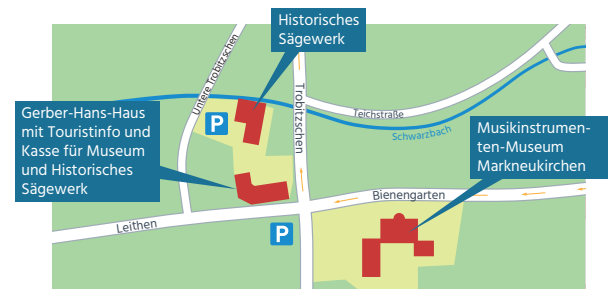 Historisches
Sägewerk
Untere Trobitzschen
Trobitzschen
Teichstraße
Schwarzbach
P
Gerber-Hans-Haus
mit Touristinfo und
Kasse für Museum
und Historisches
Sägewerk
Musikinstrumen-
ten-Museum
Markneukirchen
Bienengarten
Leithen
P